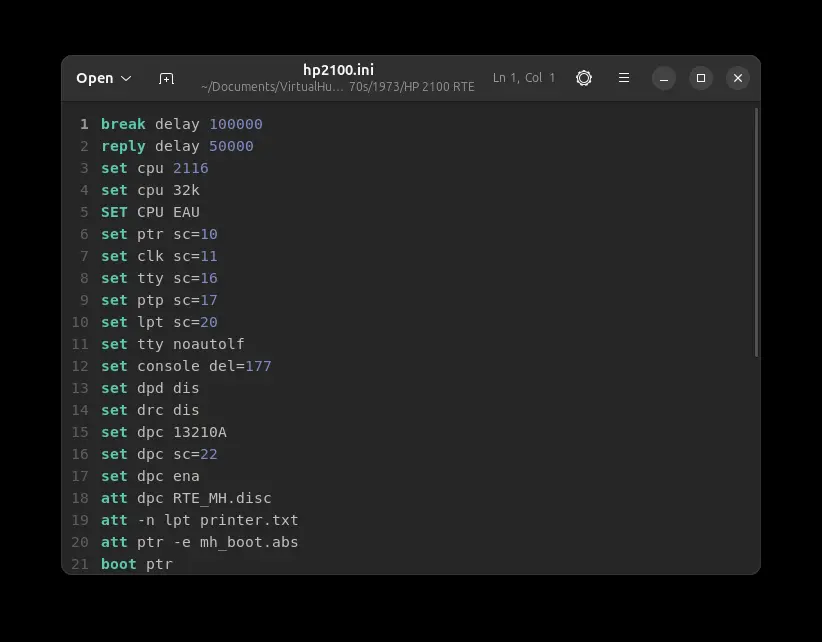 Open
hp2100.ini
~/Documents/VirtualHu… 70s/1973/HP 2100 RTE
Ln 1, Col 1
1 break delay 100000
2 reply delay 50000
3 set cpu 2116
4 set cpu 32k
5 SET CPU EAU
6 set ptr sc=10
7 set clk sc=11
8 set tty sc=16
9 set ptp sc=17
10 set lpt sc=20
11 set tty noautolf
12 set console del=177
13 set dpd dis
14 set drc dis
15 set dpc 13210A
16 set dpc sc=22
17 set dpc ena
18 att dpc RTE_MH.disc
19 att -n lpt printer.txt
20 att ptr -e mh_boot.abs
21 boot ptr